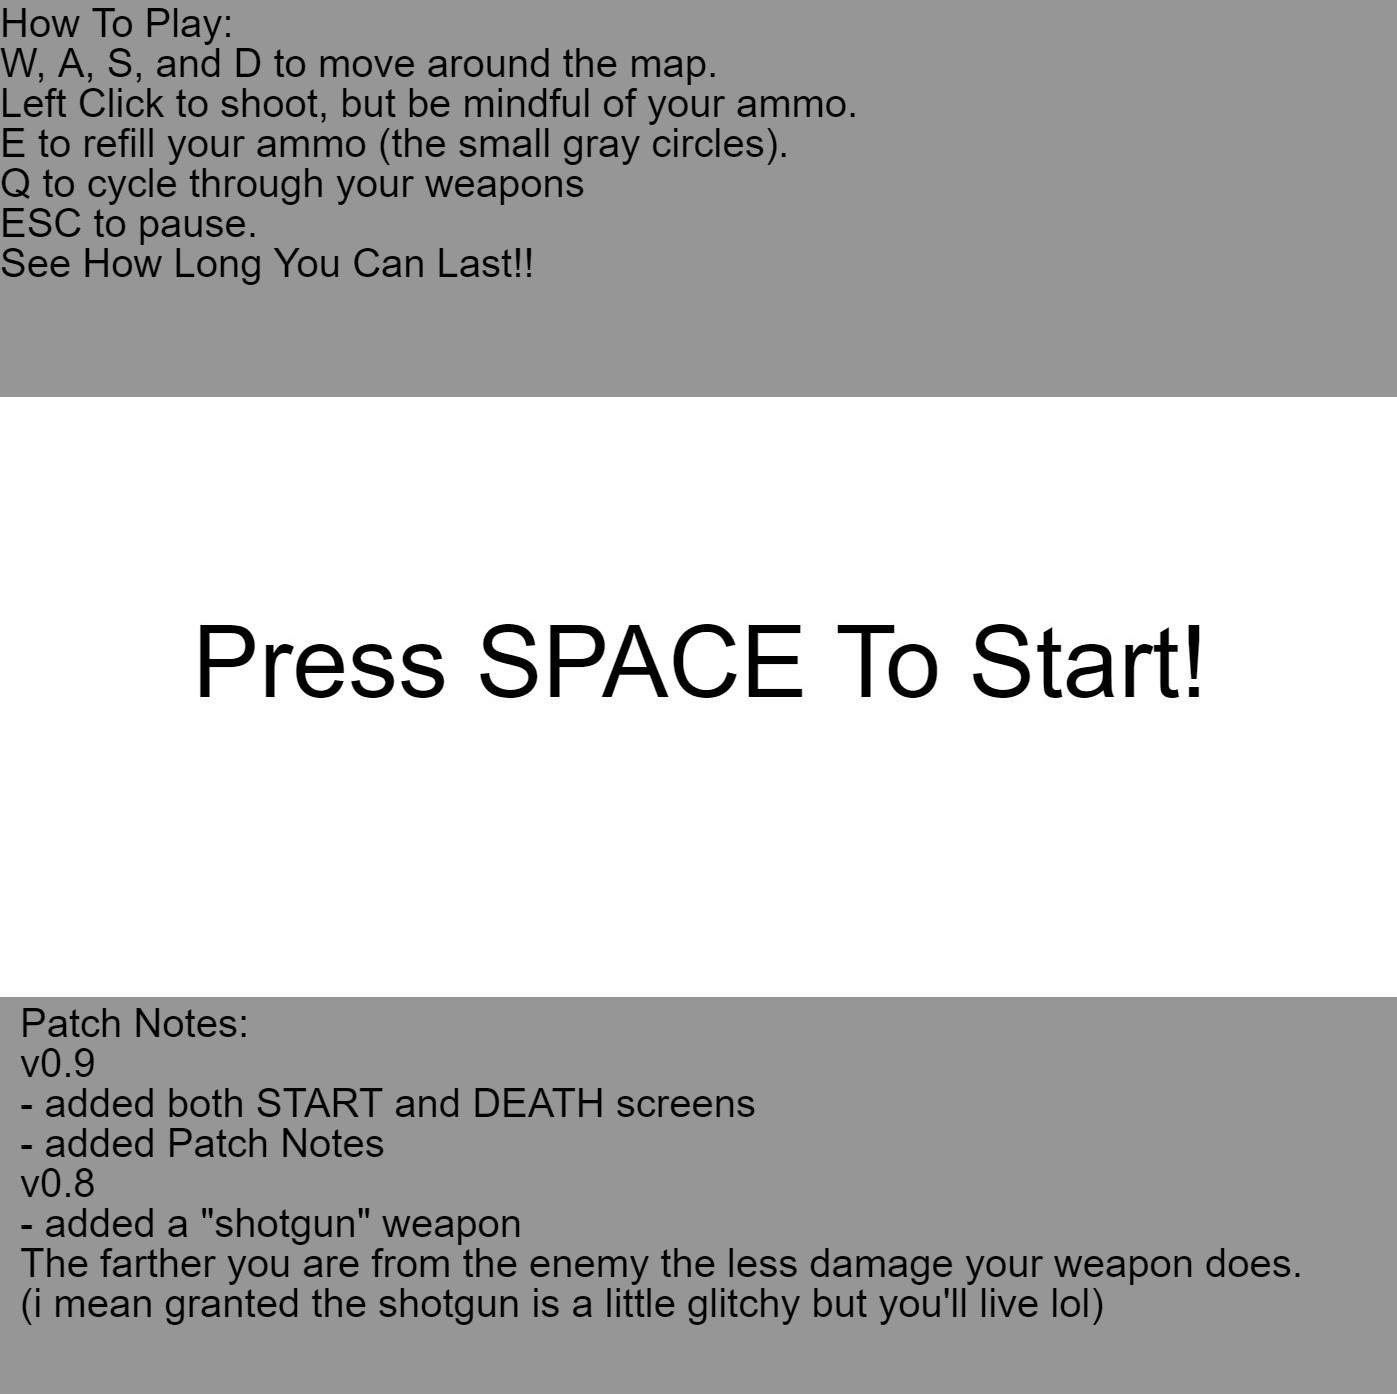 How To Play:
W, A, S, and D to move around the map.
Left Click to shoot, but be mindful of your ammo.
E to refill your ammo (the small gray circles).
Q to cycle through your weapons
ESC to pause.
See How Long You Can Last!!
Press SPACE To Start!
Patch Notes:
v0.9
- added both START and DEATH screens
- added Patch Notes
v0.8
- added a "shotgun" weapon
The farther you are from the enemy the less damage your weapon does.
(i mean granted the shotgun is a little glitchy but you'll live lol)